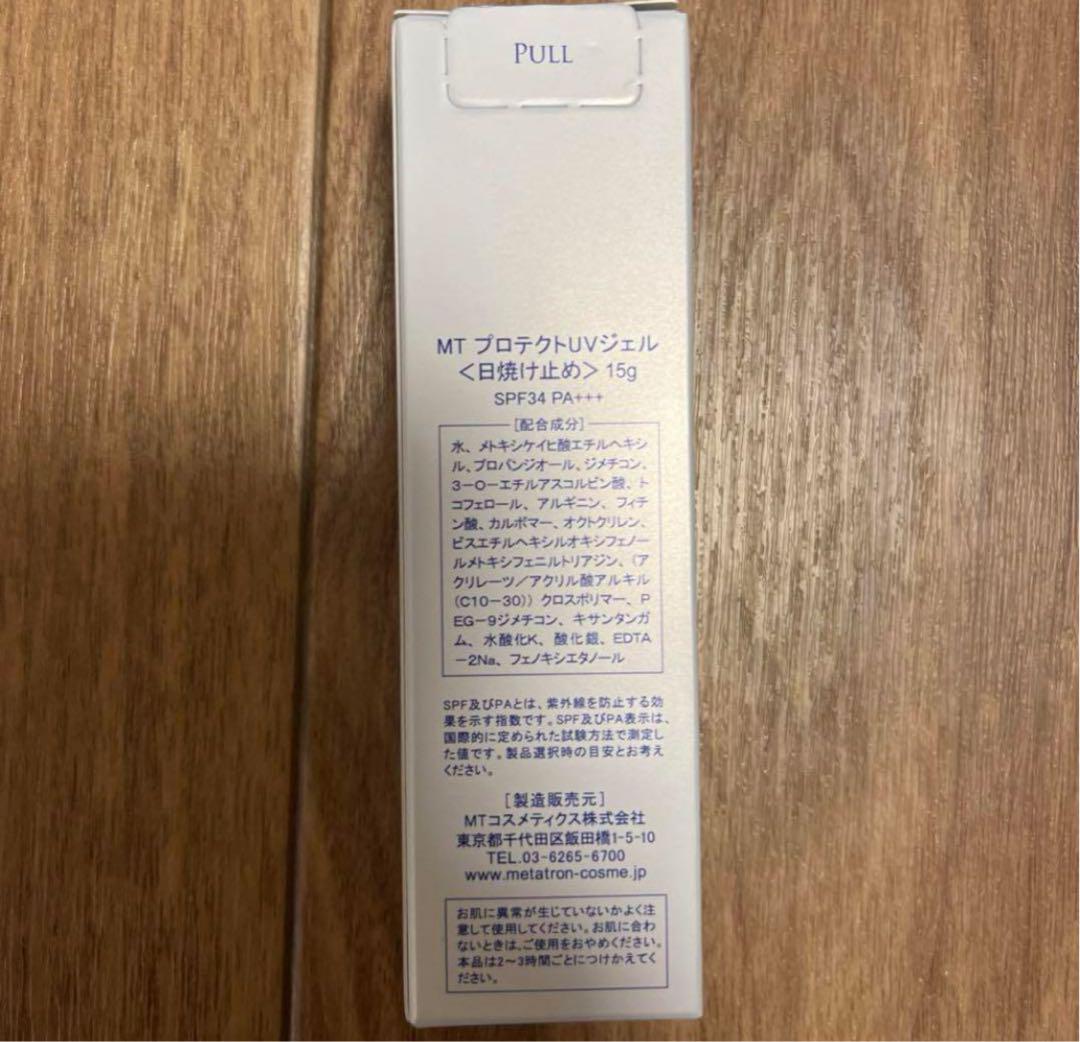 PULL
MT プロテクトUVジェル
＜日焼け止め＞ 15g
SPF34 PA+++
[配合成分]
水、メトキシケイヒ酸エチルヘキシ
ル、プロパンジオール、ジメチコン、
3－O－エチルアスコルビン酸、ト
コフェロール、アルギニン、フィチ
ン酸、カルボマー、オクトクリレン、
ビスエチルヘキシルオキシフェノー
ルメトキシフェニルトリアジン、（ア
クリレーツ／アクリル酸アルキル
（C10－30））クロスポリマー、P
EG－9ジメチコン、キサンタンガ
ム、水酸化K、酸化銀、EDTA
－2Na、フェノキシエタノール
SPF及びPAとは、紫外線を防止する効
果を示す指数です。SPF及びPA表示は、
国際的に定められた試験方法で測定し
た値です。製品選択時の目安とお考え
ください。
[製造販売元]
MTコスメティクス株式会社
東京都千代田区飯田橋1-5-10
TEL.03-6265-6700
www.metatron-cosme.jp
お肌に異常が生じていないかよく注
意して使用してください。お肌に合わ
ないときは、ご使用をおやめください。
本品は2～3時間ごとにつけかえてく
ださい。